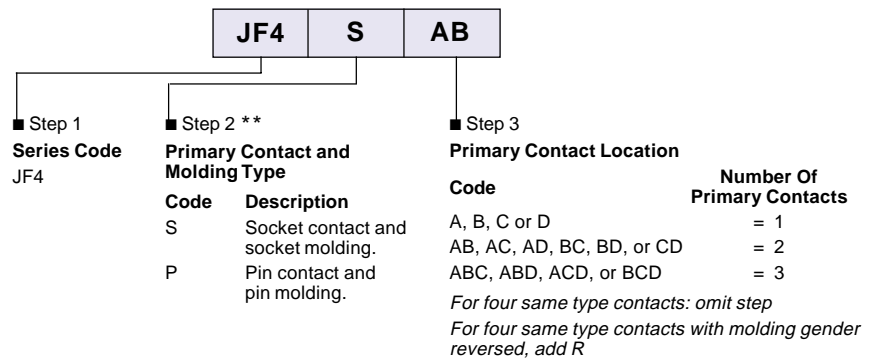 JF4 S AB
■ Step 1
Series Code
JF4
■ Step 2 **
Primary Contact and
Molding Type
Code Description
S Socket contact and
socket molding.
P Pin contact and
pin molding.
■ Step 3
Primary Contact Location
Code Number Of
Primary Contacts
A, B, C or D = 1
AB, AC, AD, BC, BD, or CD = 2
ABC, ABD, ACD, or BCD = 3
For four same type contacts: omit step
For four same type contacts with molding gender
reversed, add R